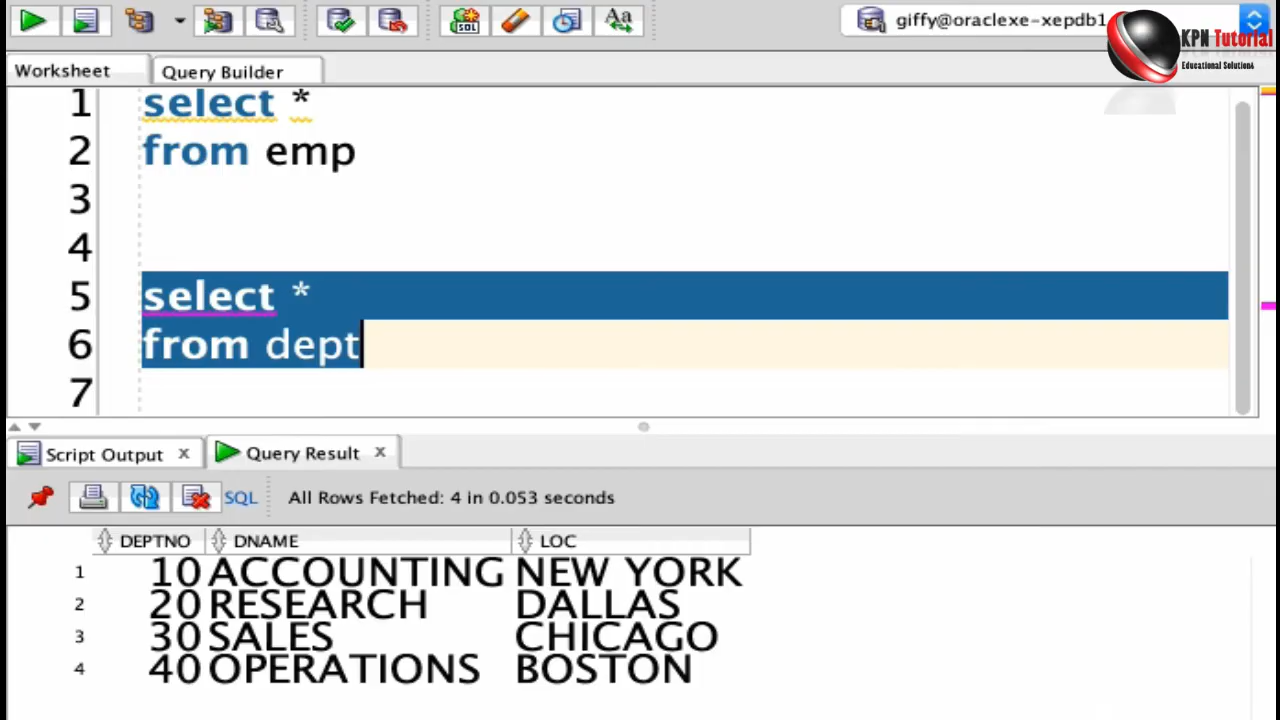 giffy@oraclexe-xepdb1
KPN Tutorial
Educational Solution4
Worksheet Query Builder
1 select *
2 from emp
3
4
5 select *
6 from dept
7
Script Output x Query Result x
SQL All Rows Fetched: 4 in 0.053 seconds
DEPTNO DNAME LOC
1 10 ACCOUNTING NEW YORK
2 20 RESEARCH DALLAS
3 30 SALES CHICAGO
4 40 OPERATIONS BOSTON